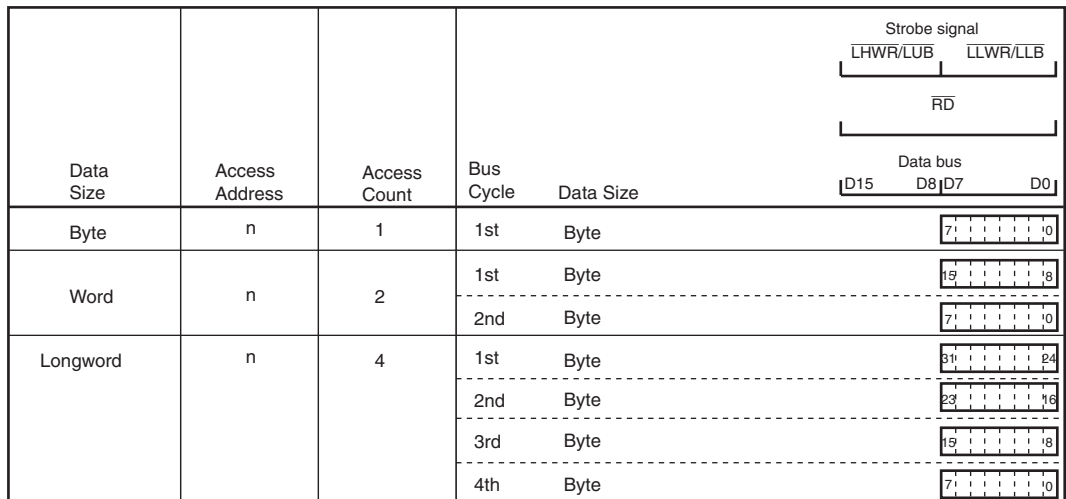 Strobe signal
LHWR/LUB LLWR/LLB
RD
Data Size Access Address Access Count Bus Cycle Data Size Data bus
D15 D8 D7 D0
Byte n 1 1st Byte 7 0
Word n 2 1st Byte 15 8
2nd Byte 7 0
Longword n 4 1st Byte 31 24
2nd Byte 23 16
3rd Byte 15 8
4th Byte 7 0